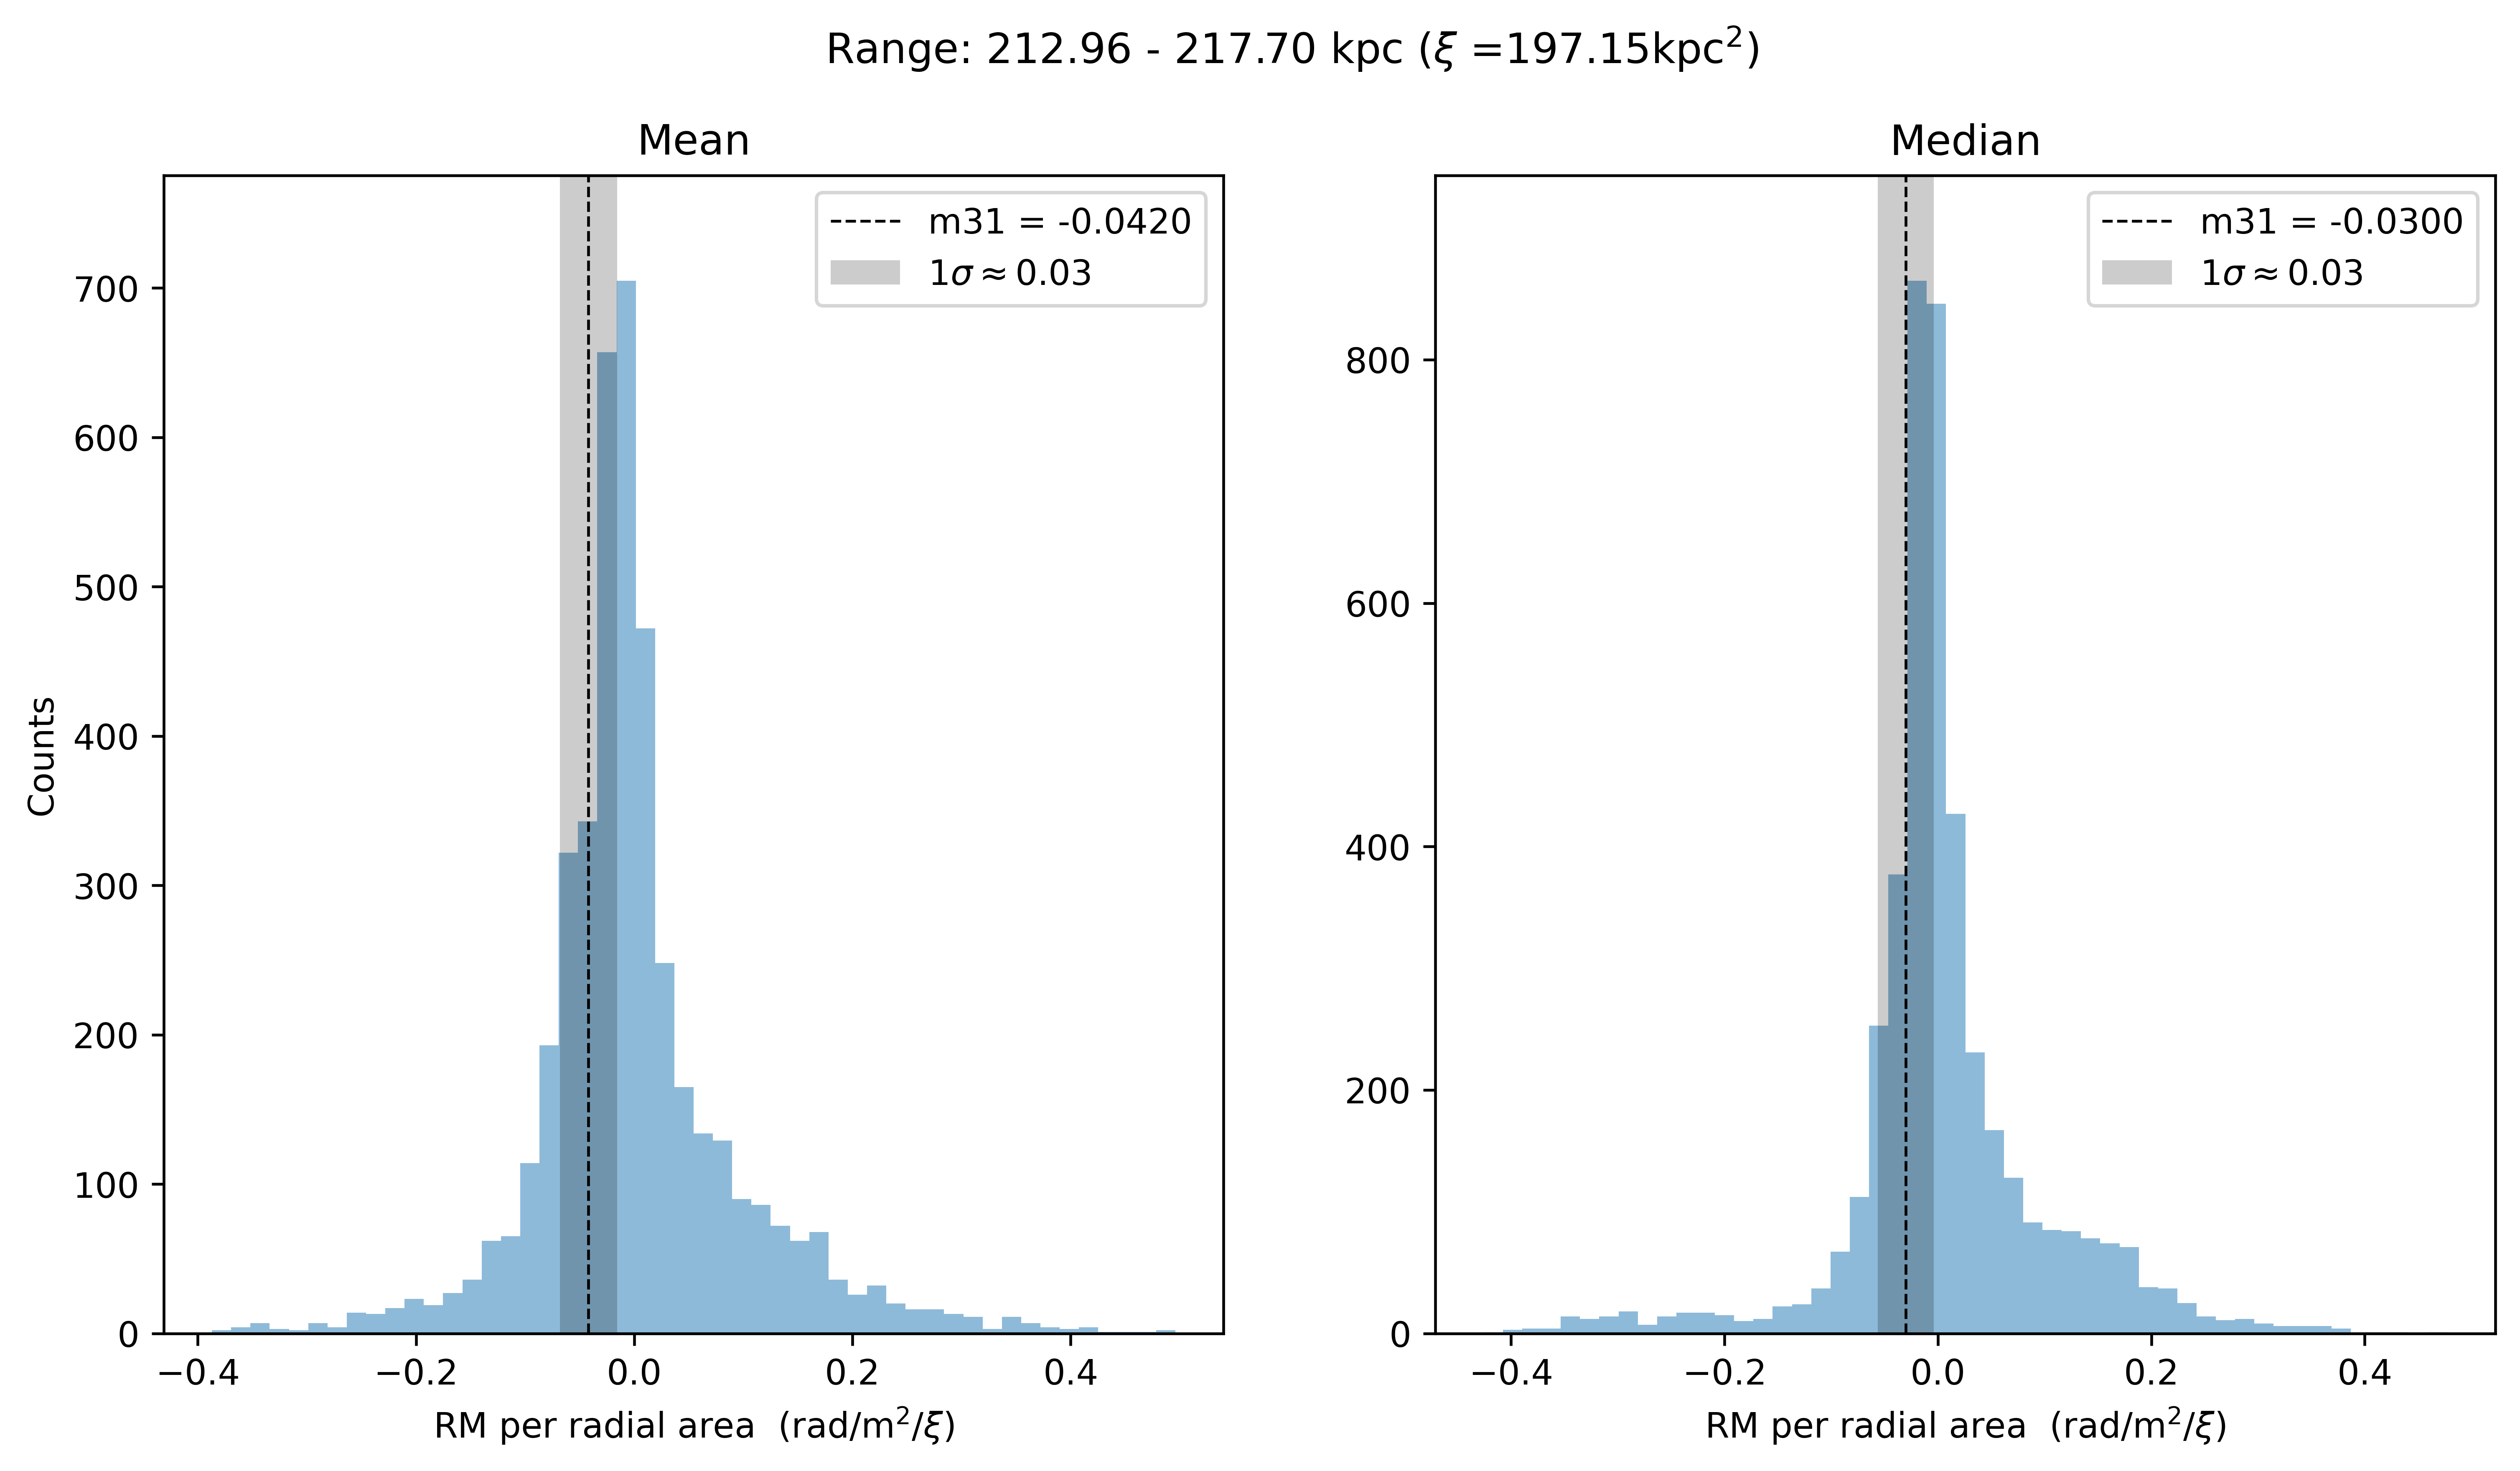 Range: 212.96 - 217.70 kpc (ξ =197.15kpc²)
Mean
m31 = -0.0420
1σ ≈ 0.03
700
600
500
400
300
200
100
0
Counts
−0.4 −0.2 0.0 0.2 0.4
RM per radial area (rad/m²/ξ)
Median
m31 = -0.0300
1σ ≈ 0.03
800
600
400
200
0
−0.4 −0.2 0.0 0.2 0.4
RM per radial area (rad/m²/ξ)